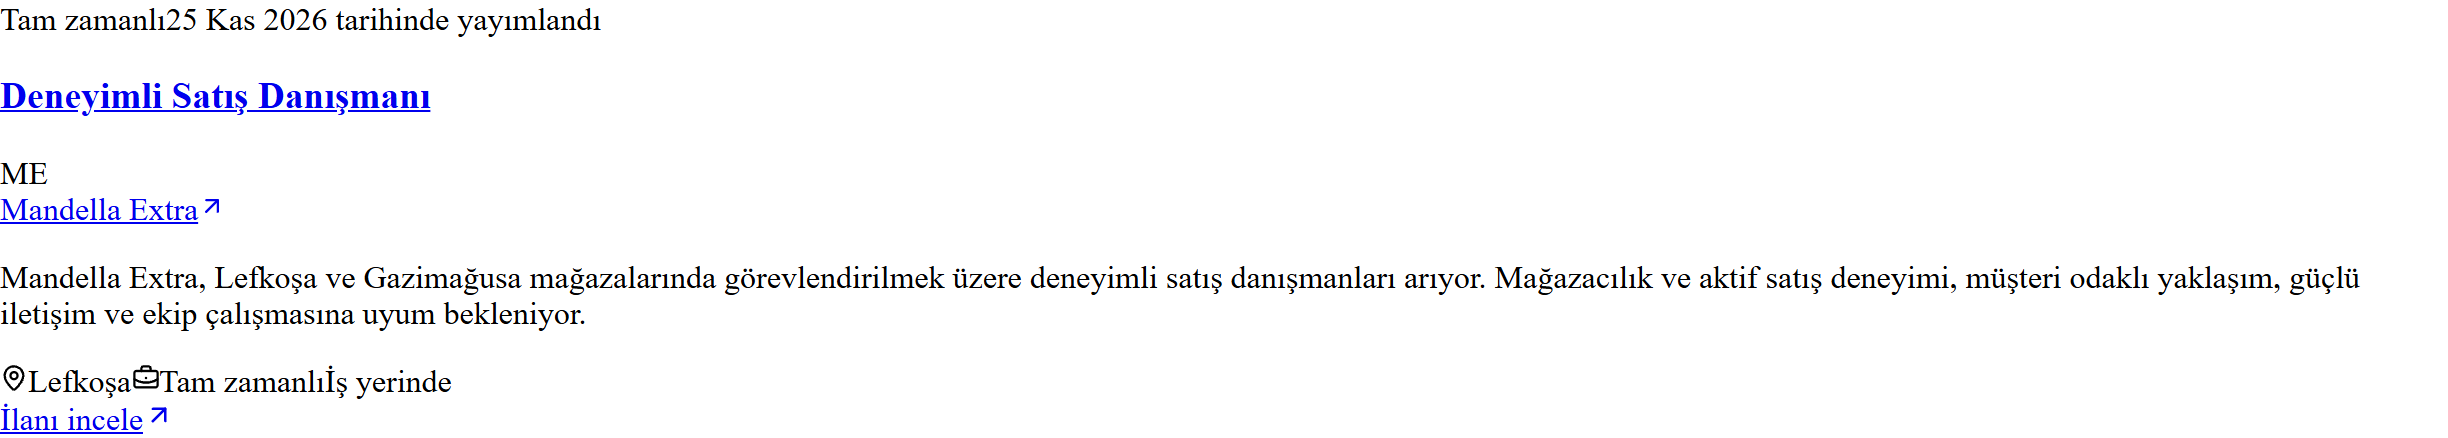 Tam zamanlı25 Kas 2026 tarihinde yayımlandı
Deneyimli Satış Danışmanı
ME
Mandella Extra
Mandella Extra, Lefkoşa ve Gazimağusa mağazalarında görevlendirilmek üzere deneyimli satış danışmanları arıyor. Mağazacılık ve aktif satış deneyimi, müşteri odaklı yaklaşım, güçlü
iletişim ve ekip çalışmasına uyum bekleniyor.
LefkoşaTam zamanlıİş yerinde
İlanı incele